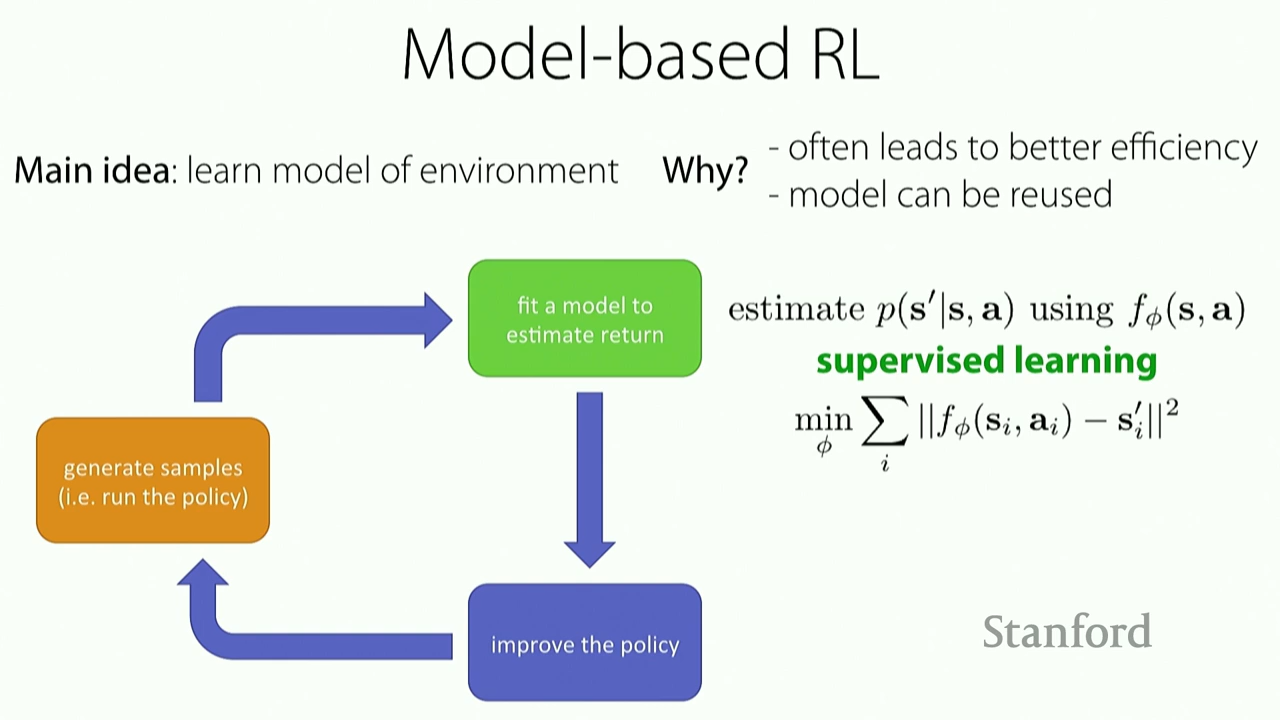 Model-based RL
Main idea: learn model of environment
Why?
- often leads to better efficiency
- model can be reused
fit a model to
estimate return
estimate p(s′|s, a) using f_ϕ(s, a)
supervised learning
min_ϕ ∑_i ||f_ϕ(s_i, a_i) − s′_i||²
generate samples
(i.e. run the policy)
improve the policy
Stanford